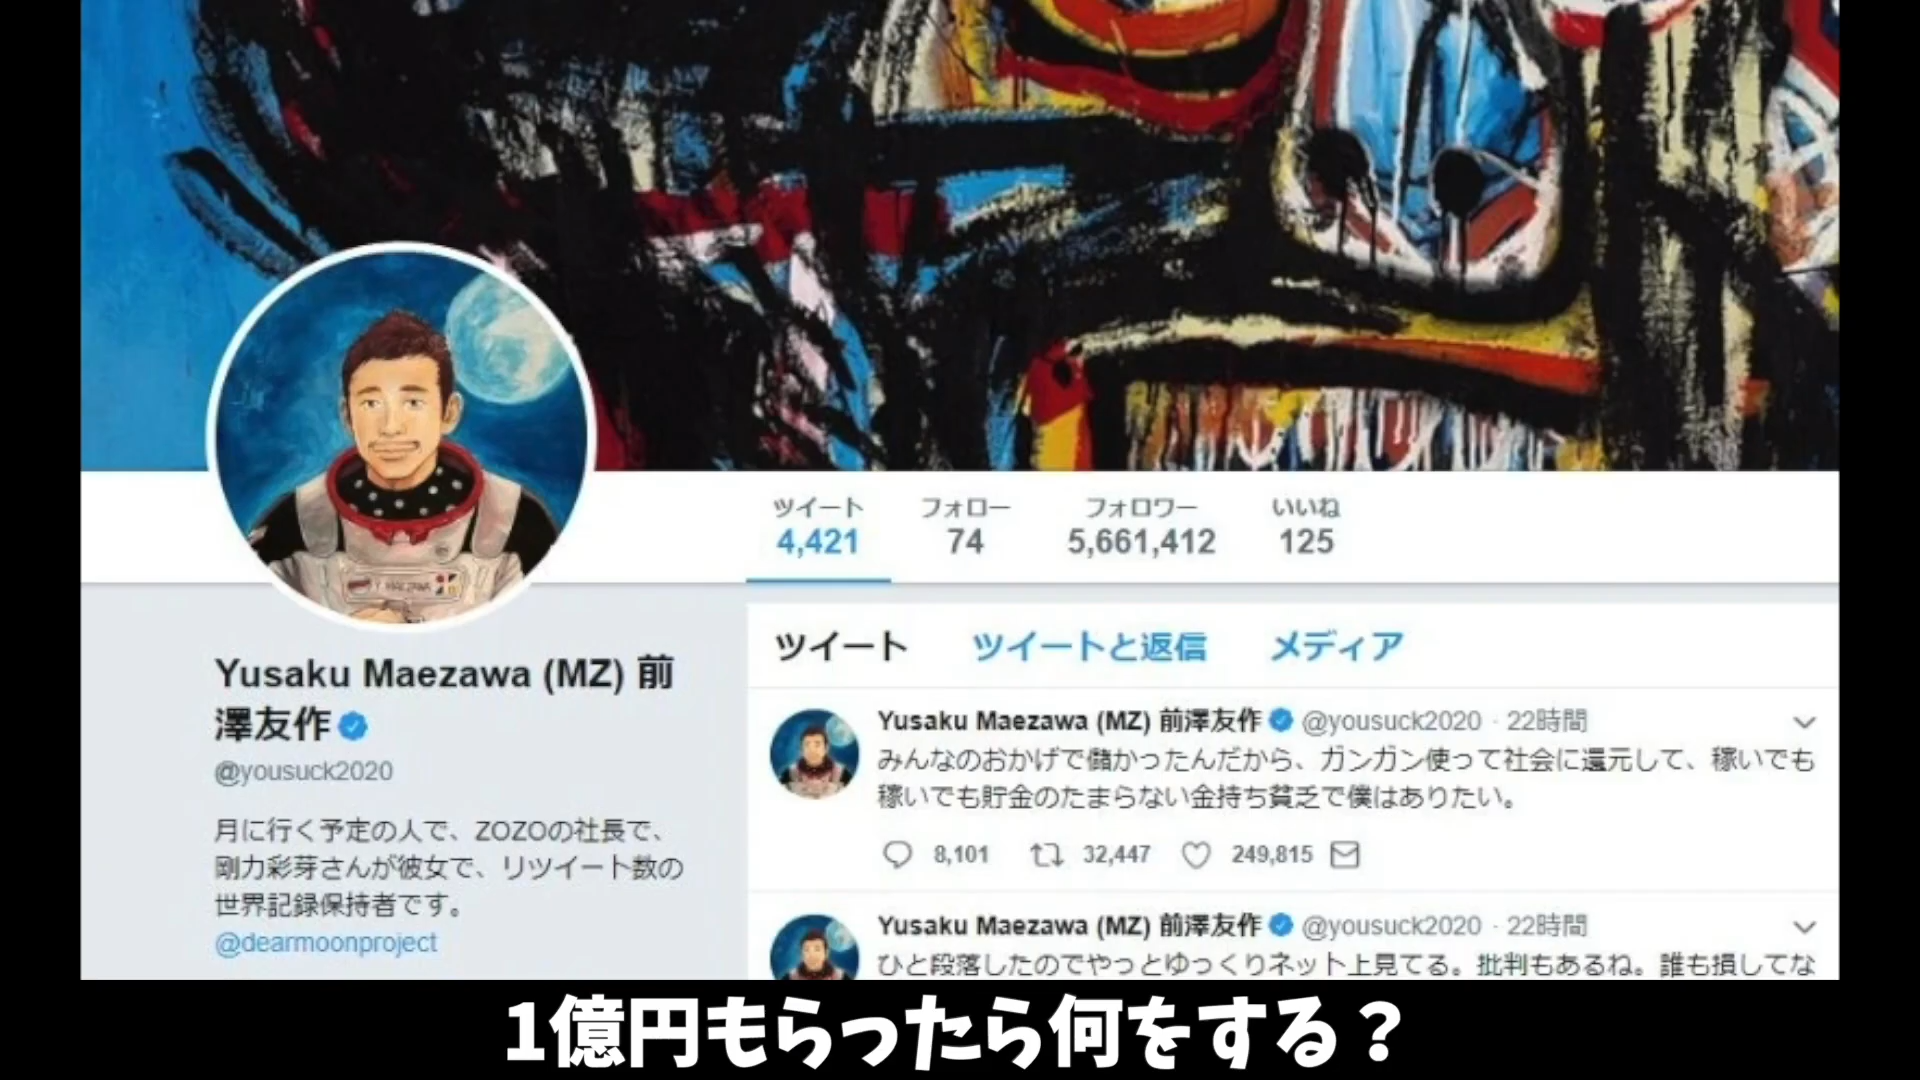 ツイート フォロー フォロワー いいね
4,421 74 5,661,412 125
Yusaku Maezawa (MZ) 前
澤友作
@yousuck2020
月に行く予定の人で、ZOZOの社長で、
剛力彩芽さんが彼女で、リツイート数の
世界記録保持者です。
@dearmoonproject
ツイート ツイートと返信 メディア
Yusaku Maezawa (MZ) 前澤友作 @yousuck2020 · 22時間
みんなのおかげで儲かったんだから、ガンガン使って社会に還元して、稼いでも
稼いでも貯金のたまらない金持ち貧乏で僕はありたい。
8,101 32,447 249,815
Yusaku Maezawa (MZ) 前澤友作 @yousuck2020 · 22時間
ひと段落したのでやっとゆっくりネット上見てる。批判もあるね。誰も損してな
1億円もらったら何をする？